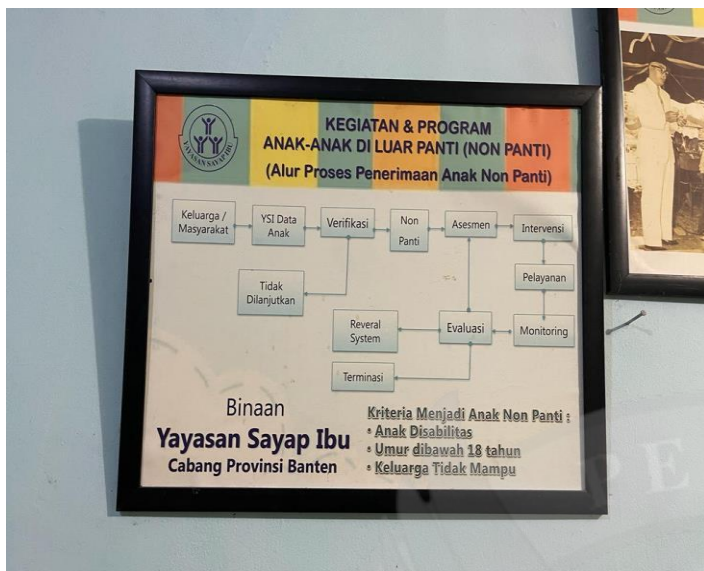 YAYASAN SAYAP IBU
KEGIATAN & PROGRAM
ANAK-ANAK DI LUAR PANTI (NON PANTI)
(Alur Proses Penerimaan Anak Non Panti)
Keluarga /
Masyarakat
YSI Data
Anak
Verifikasi
Non
Panti
Asesmen
Intervensi
Tidak
Dilanjutkan
Pelayanan
Reveral
System
Evaluasi
Monitoring
Terminasi
Binaan
Yayasan Sayap Ibu
Cabang Provinsi Banten
Kriteria Menjadi Anak Non Panti :
• Anak Disabilitas
• Umur dibawah 18 tahun
• Keluarga Tidak Mampu